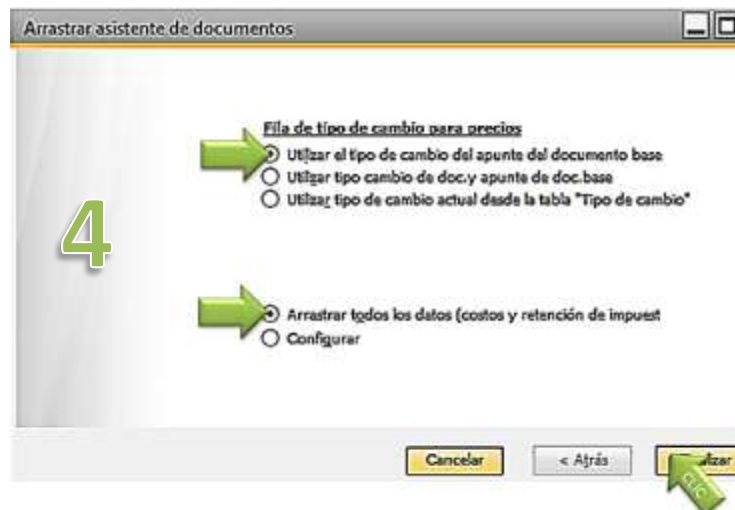 Arrastrar asistente de documentos
Fila de tipo de cambio para precios
Utilizar el tipo de cambio del apunte del documento base
Utilizar tipo cambio de doc.y apunte de doc.base
Utilizar tipo de cambio actual desde la tabla "Tipo de cambio"
4
Arrastrar todos los datos (costos y retención de impuest
Configurar
Cancelar
< Atrás
CLIC